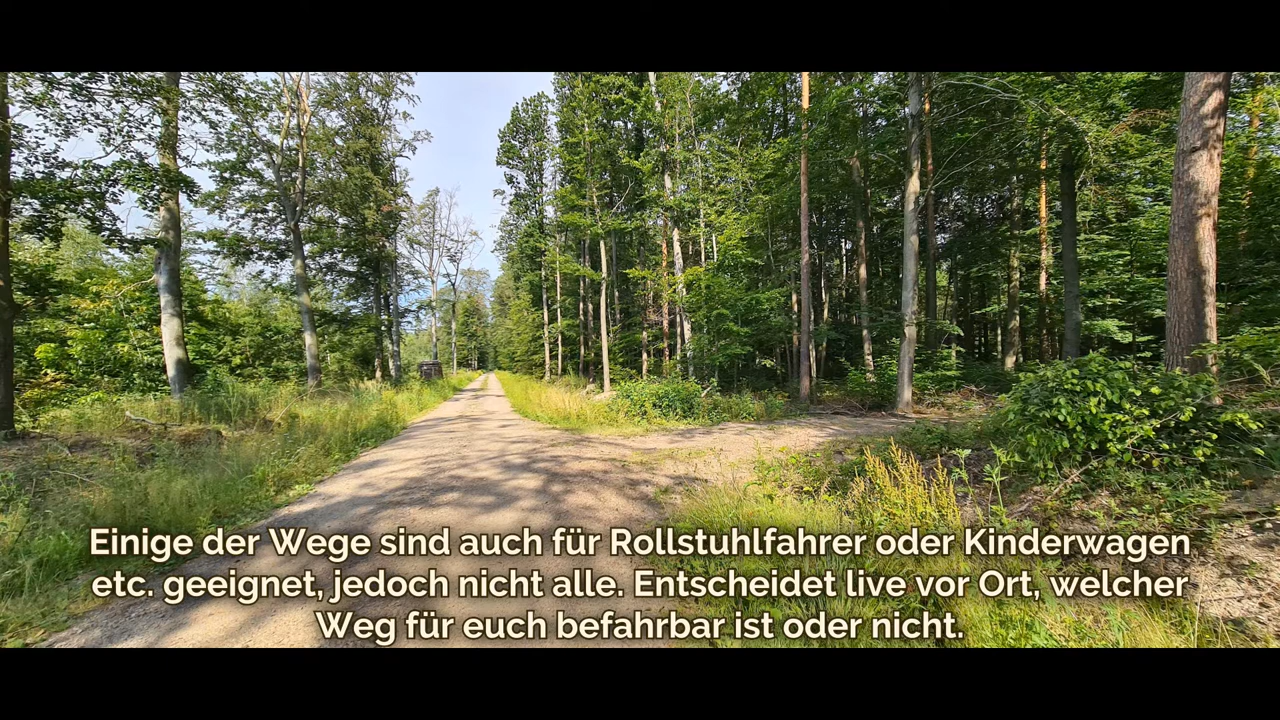 Einige der Wege sind auch für Rollstuhlfahrer oder Kinderwagen
etc. geeignet, jedoch nicht alle. Entscheidet live vor Ort, welcher
Weg für euch befahrbar ist oder nicht.